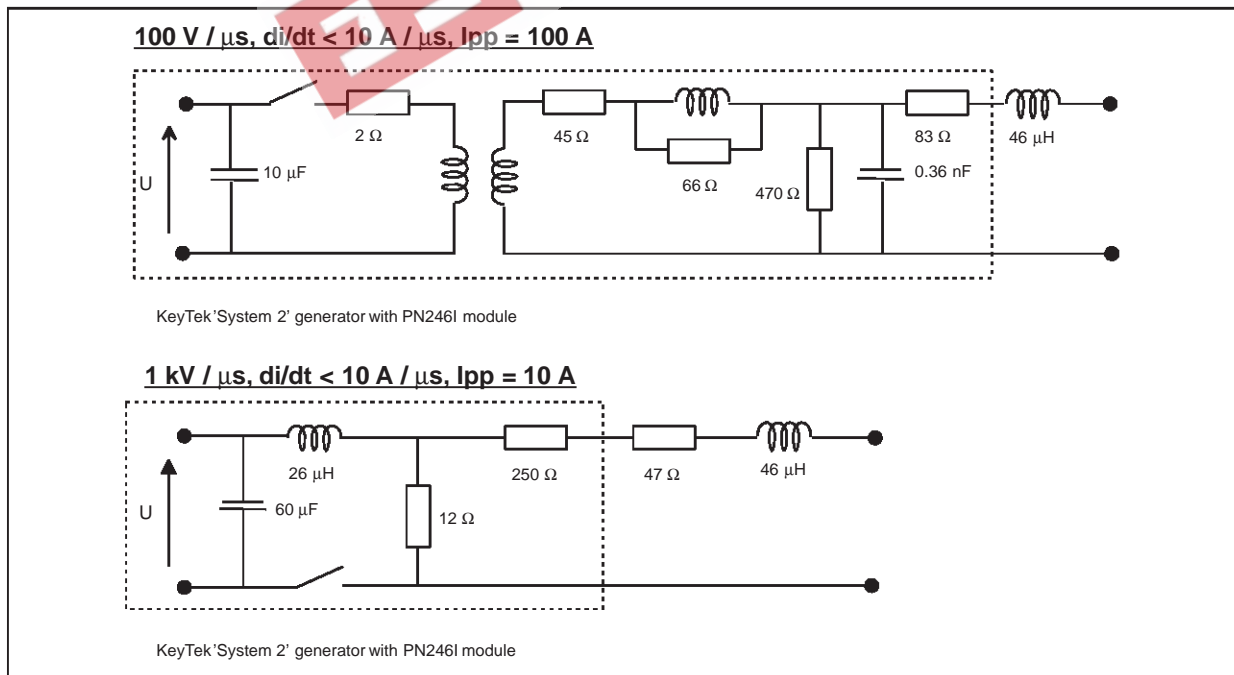 100 V / μs, di/dt < 10 A / μs, Ipp = 100 A
U
10 μF
2 Ω
45 Ω
66 Ω
470 Ω
83 Ω
0.36 nF
46 μH
KeyTek'System 2' generator with PN246I module
1 kV / μs, di/dt < 10 A / μs, Ipp = 10 A
U
60 μF
26 μH
12 Ω
250 Ω
47 Ω
46 μH
KeyTek'System 2' generator with PN246I module